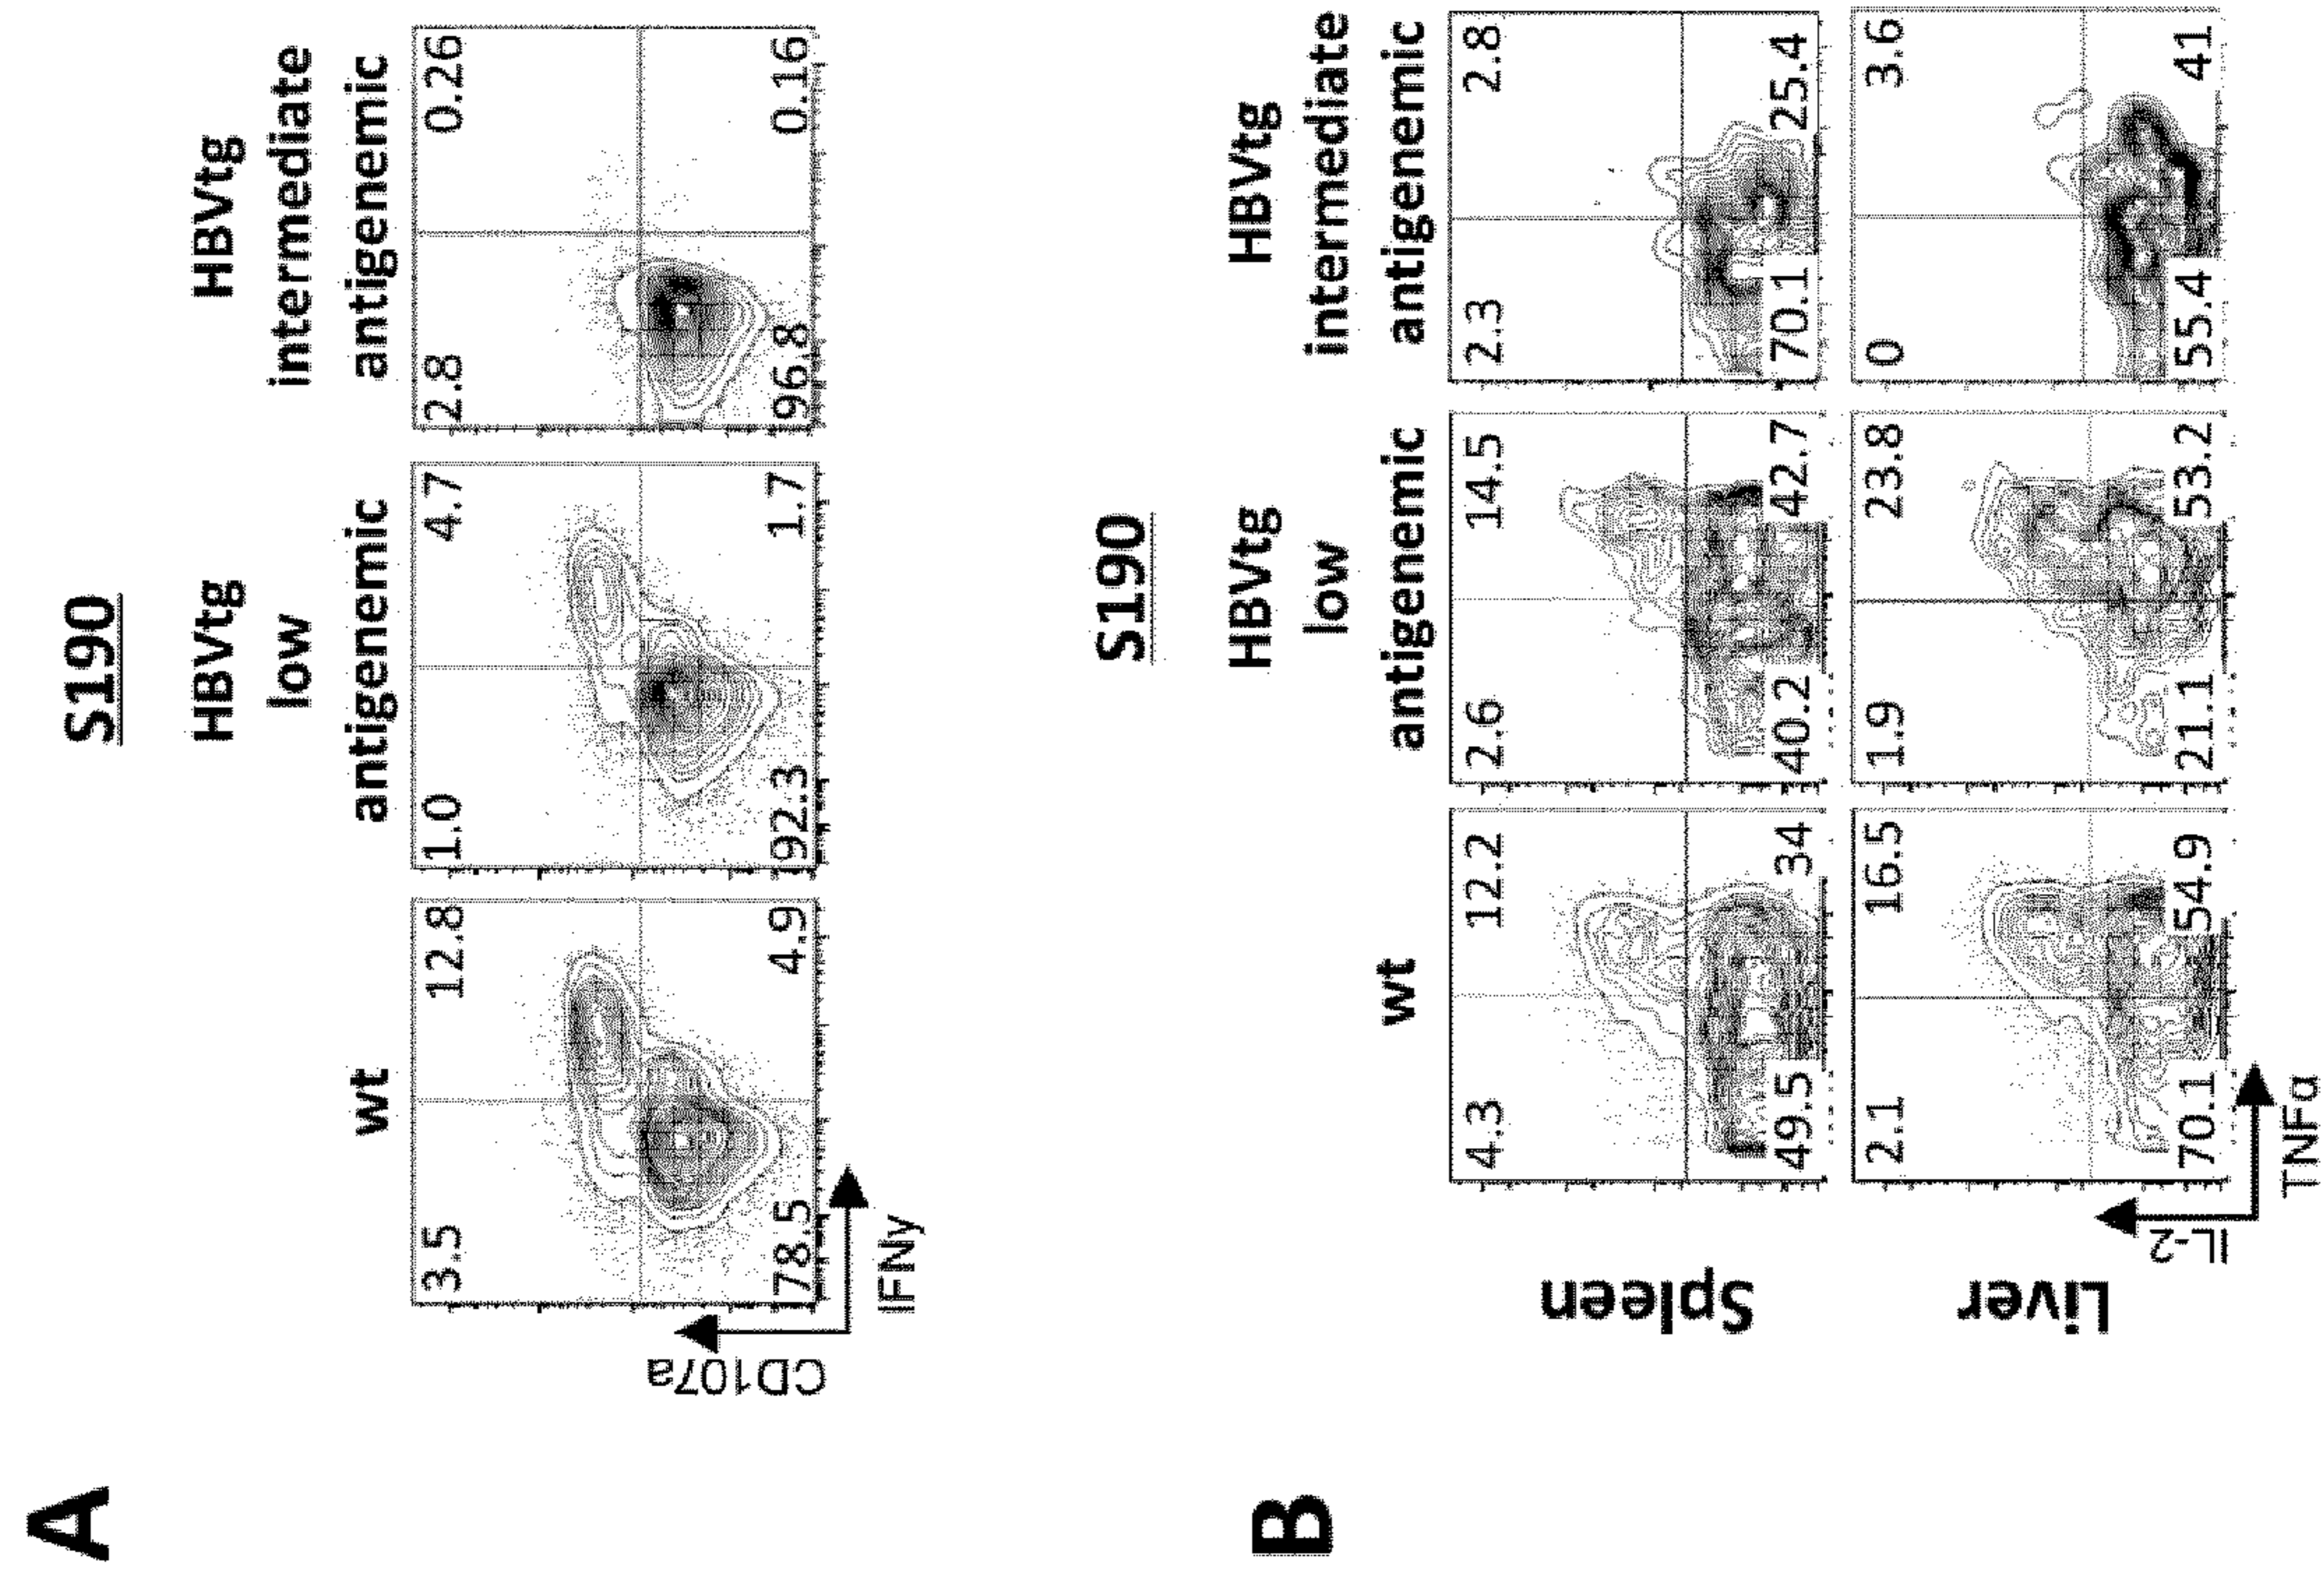 A
S190
wt
HBVtg
low
antigenemic
HBVtg
intermediate
antigenemic
3.5
12.8
78.5
4.9
1.0
4.7
92.3
1.7
2.8
0.26
96.8
0.16
CD107a
IFNγ
B
S190
wt
HBVtg
low
antigenemic
HBVtg
intermediate
antigenemic
Spleen
4.3
12.2
49.5
34
2.6
14.5
40.2
42.7
2.3
2.8
70.1
25.4
Liver
2.1
16.5
70.1
54.9
1.9
23.8
21.1
53.2
0
3.6
55.4
41
IL-2
TNFα